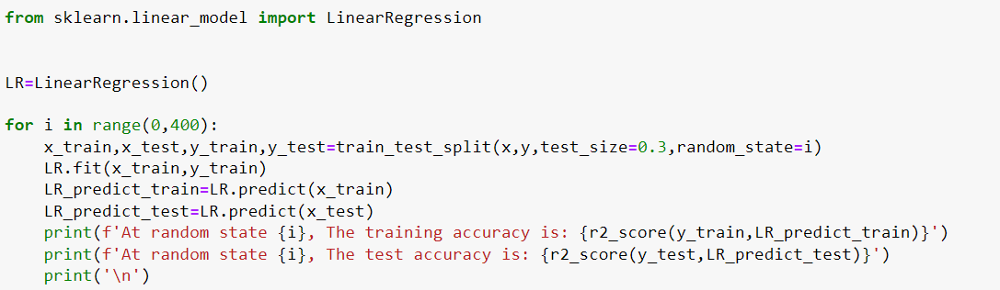 from sklearn.linear_model import LinearRegression
LR=LinearRegression()
for i in range(0,400):
    x_train,x_test,y_train,y_test=train_test_split(x,y,test_size=0.3,random_state=i)
    LR.fit(x_train,y_train)
    LR_predict_train=LR.predict(x_train)
    LR_predict_test=LR.predict(x_test)
    print(f'At random state {i}, The training accuracy is: {r2_score(y_train,LR_predict_train)}')
    print(f'At random state {i}, The test accuracy is: {r2_score(y_test,LR_predict_test)}')
    print('\n')